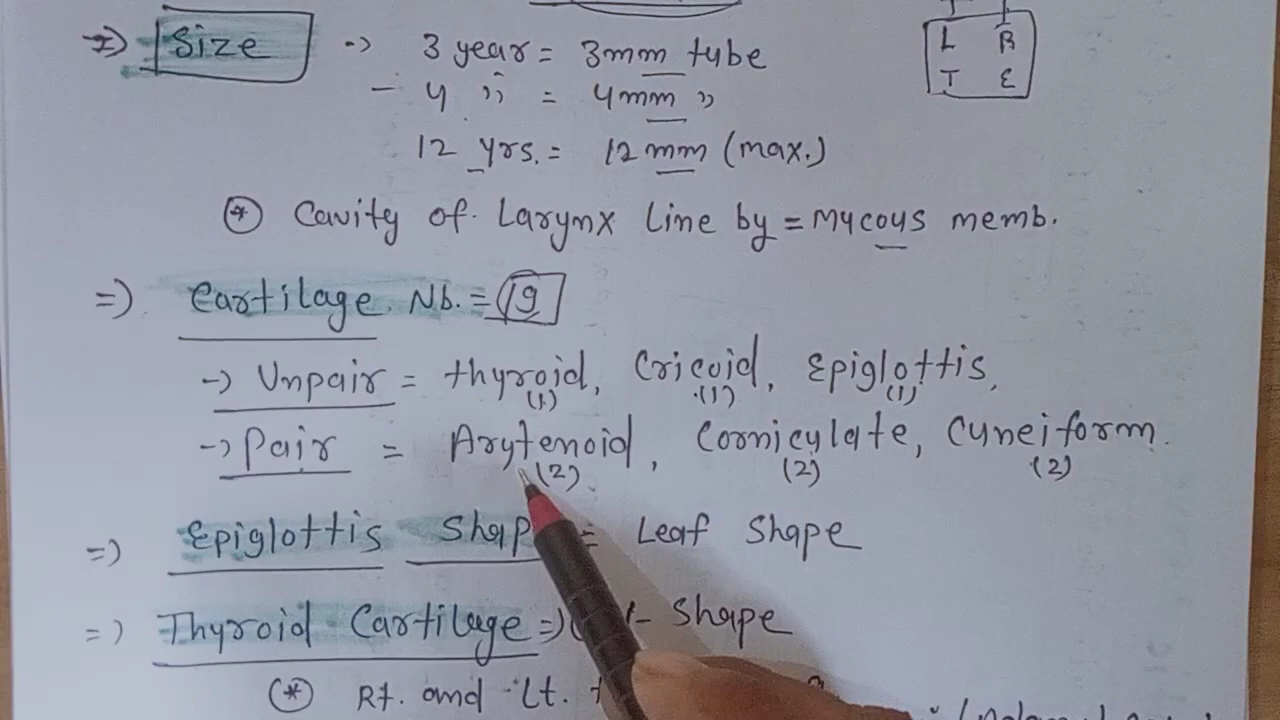 => Size -> 3 year = 3mm tube
- 4 " = 4mm "
12 yrs. = 12 mm (max.)
L R
T E
* Cavity of Larynx Line by = Mucous memb.
=> Cartilage Nb. = 9
-> Unpair = thyroid, Cricoid, Epiglottis,
(1) (1) (1)
-> Pair = Arytenoid, Corniculate, Cuneiform.
(2) (2) (2)
=> Epiglottis Shap = Leaf Shape
=> Thyroid Cartilage => Shape
(*) Rt. and Lt.